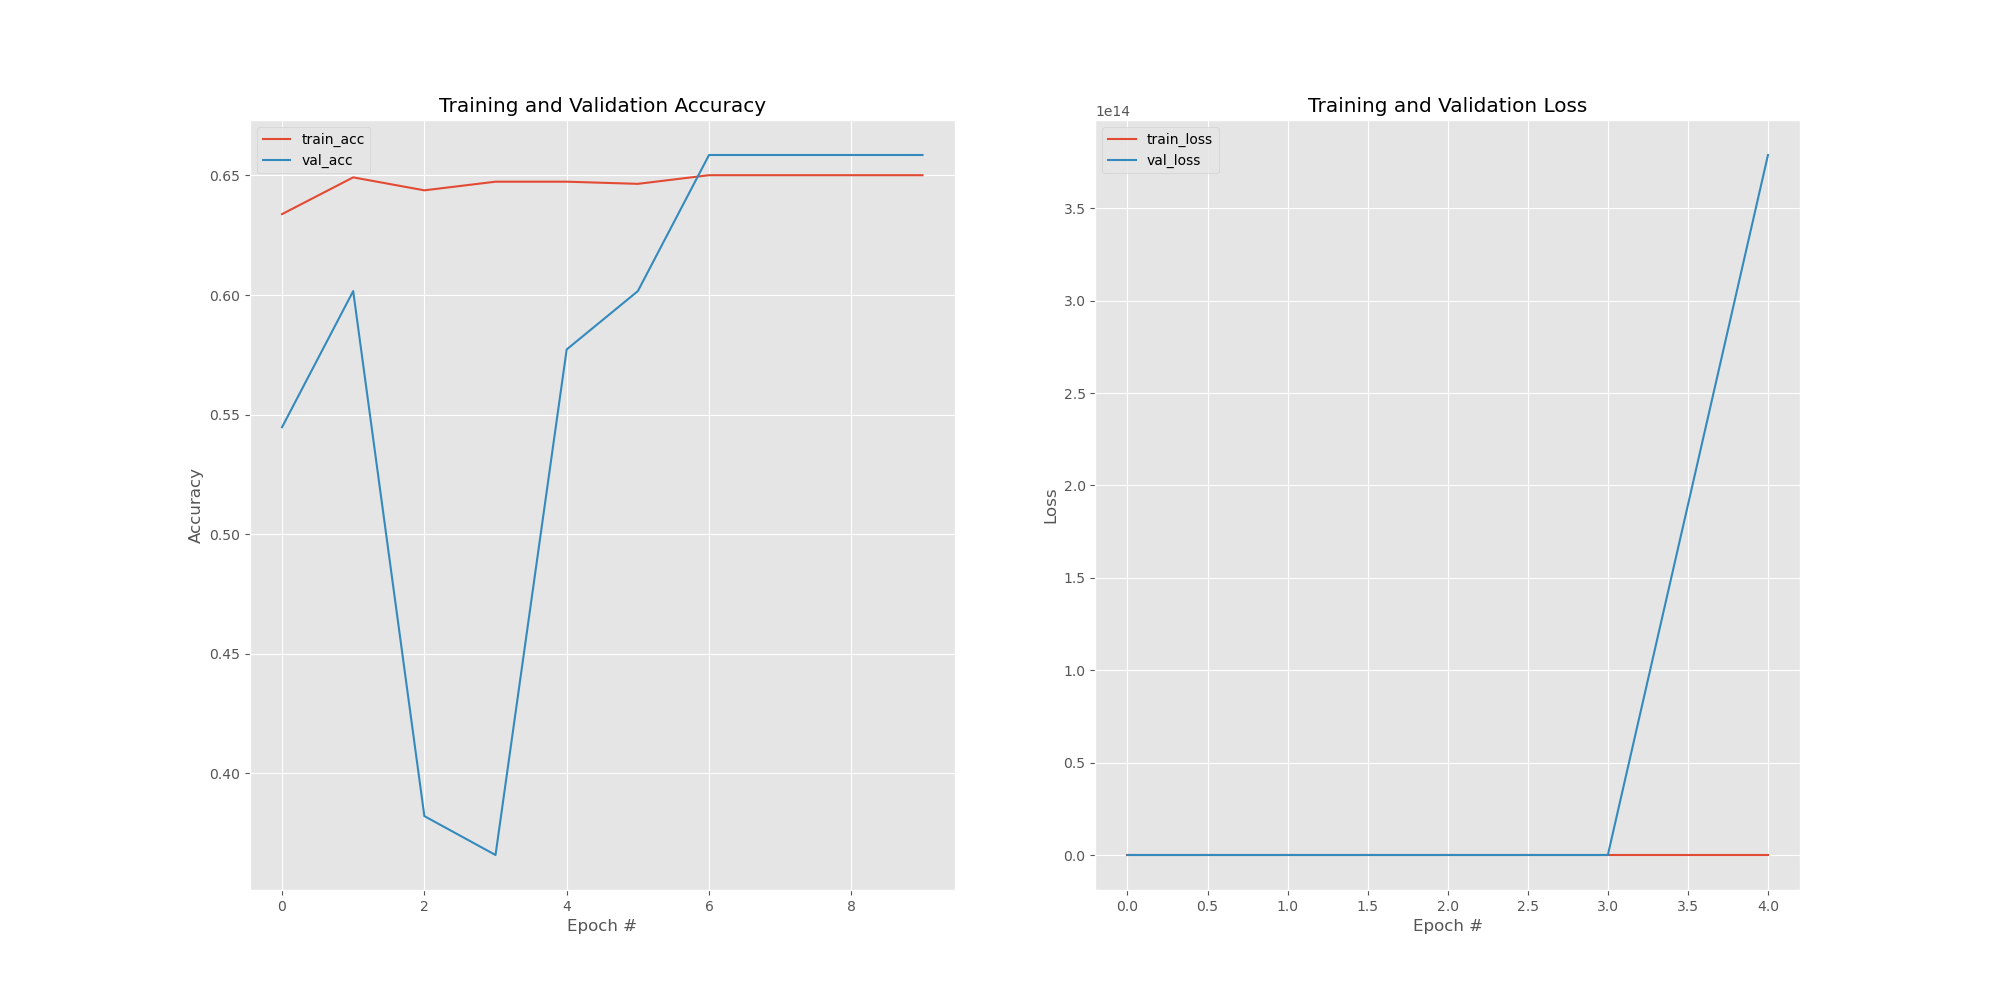 Training and Validation Accuracy
train_acc
val_acc
0.65
0.60
0.55
0.50
0.45
0.40
Accuracy
0 2 4 6 8
Epoch #
Training and Validation Loss
1e14
train_loss
val_loss
3.5
3.0
2.5
2.0
1.5
1.0
0.5
0.0
Loss
0.0 0.5 1.0 1.5 2.0 2.5 3.0 3.5 4.0
Epoch #